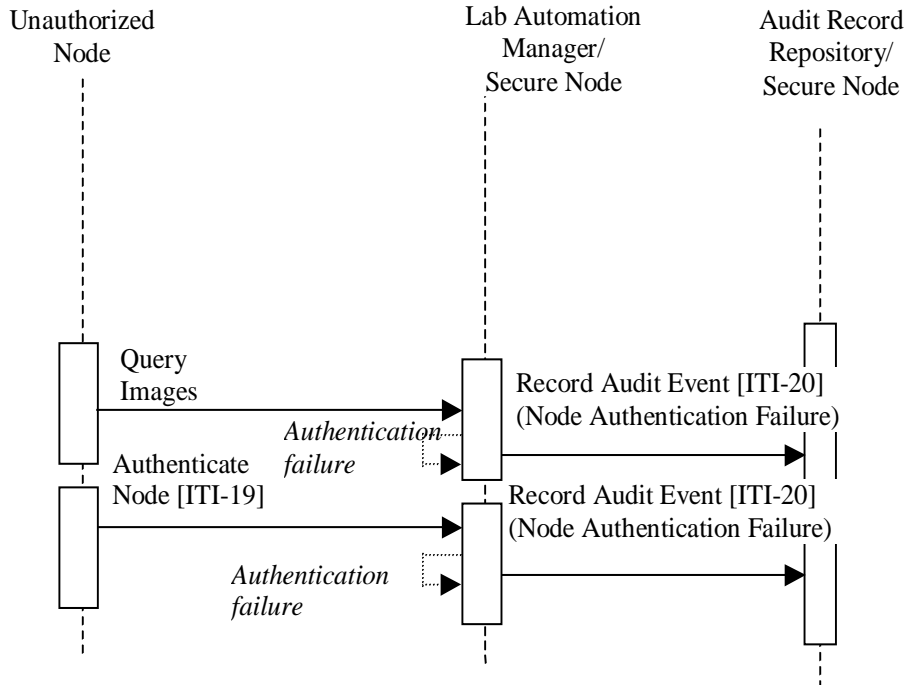 Unauthorized
Node
Lab Automation
Manager/
Secure Node
Audit Record
Repository/
Secure Node
Query
Images
Record Audit Event [ITI-20]
(Node Authentication Failure)
Authentication
failure
Authenticate
Node [ITI-19]
Record Audit Event [ITI-20]
(Node Authentication Failure)
Authentication
failure